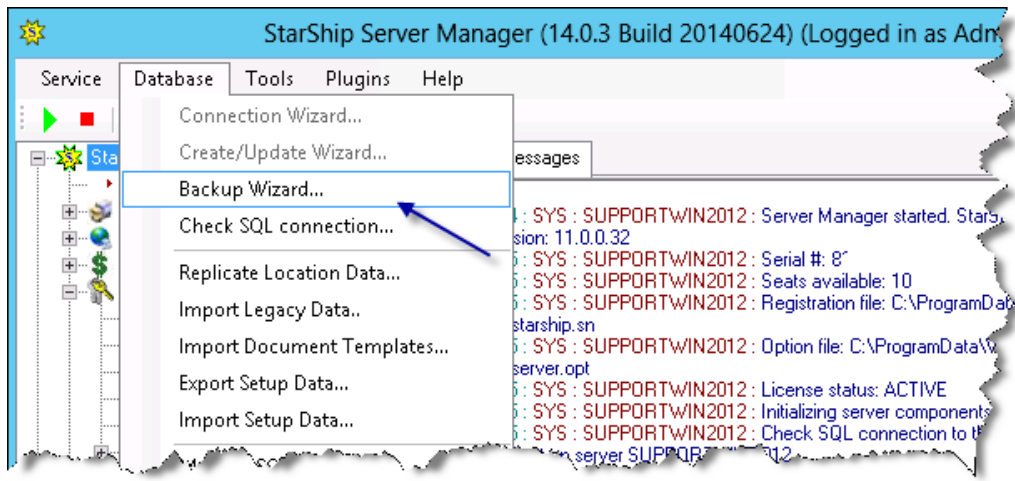 StarShip Server Manager (14.0.3 Build 20140624) (Logged in as Adm
Service Database Tools Plugins Help
Connection Wizard...
Sta
Create/Update Wizard...
essages
Backup Wizard...
: SYS : SUPPORTWIN2012 : Server Manager started.
Check SQL connection...
sion: 11.0.0.32
: SYS : SUPPORTWIN2012 : Serial #:
Replicate Location Data...
: SYS : SUPPORTWIN2012 : Seats available: 10
: SYS : SUPPORTWIN2012 : Registration file: C:\ProgramDat
Import Legacy Data..
starship.sn
Import Document Templates...
: SYS : SUPPORTWIN2012 : Option file: C:\ProgramData\
server.opt
Export Setup Data...
: SYS : SUPPORTWIN2012 : License status: ACTIVE
: SYS : SUPPORTWIN2012 : Initializing server components
Import Setup Data...
: SYS : SUPPORTWIN2012 : Check SQL connection to
server